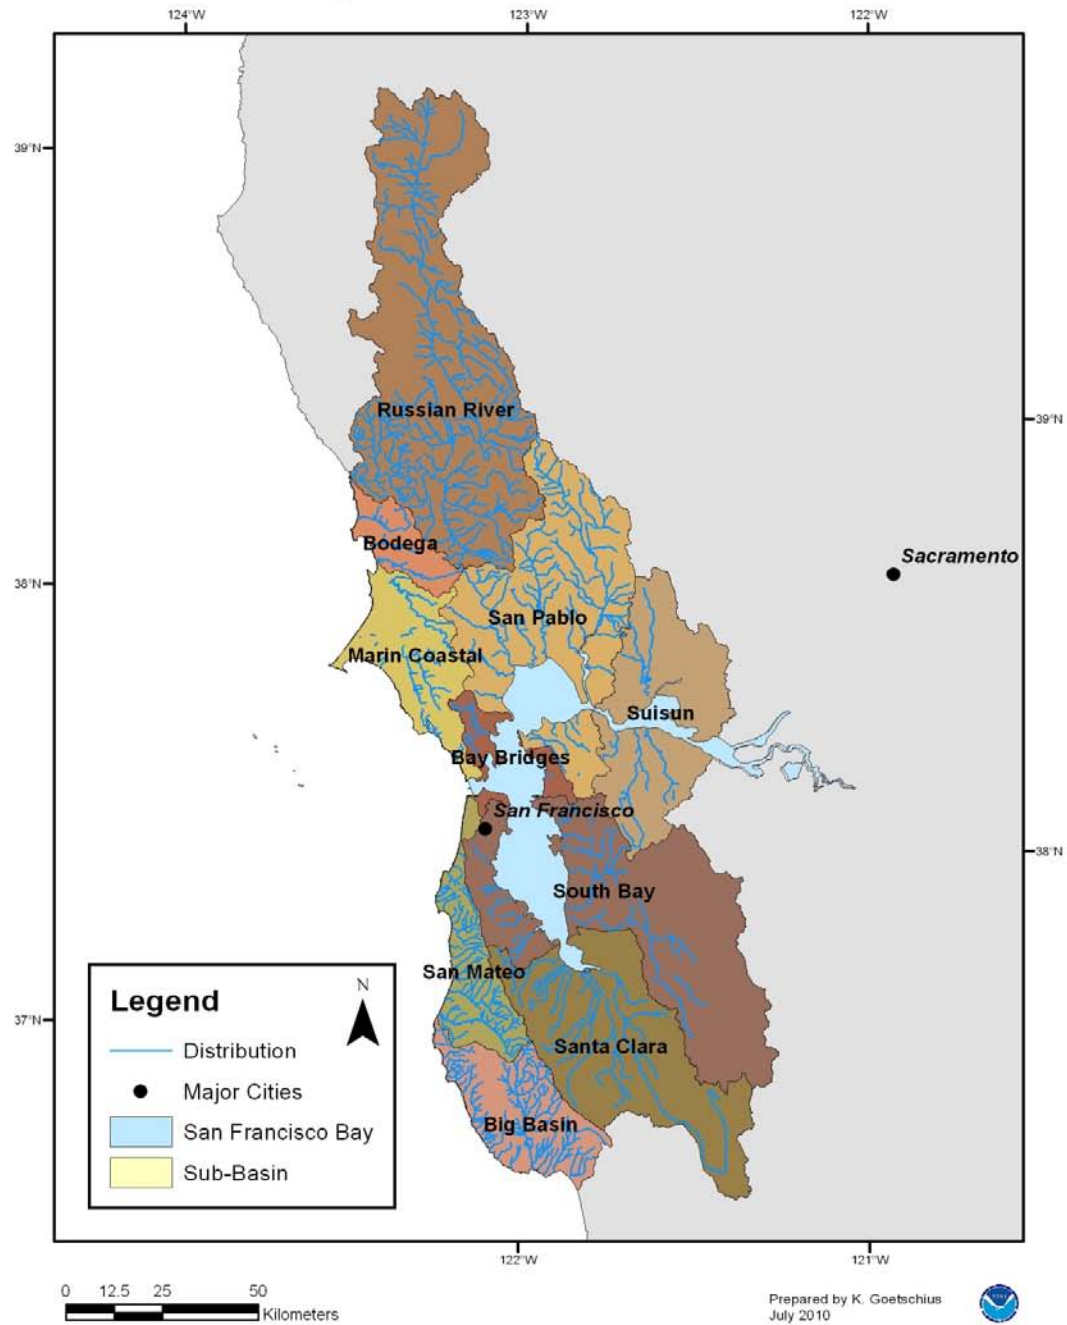 124°W 123°W 122°W
39°N
Russian River
39°N
Bodega
Sacramento
38°N
San Pablo
Marin Coastal
Suisun
Bay Bridges
San Francisco
38°N
South Bay
San Mateo
37°N
Santa Clara
Big Basin
Legend
N
Distribution
Major Cities
San Francisco Bay
Sub-Basin
122°W 121°W
0 12.5 25 50
Kilometers
Prepared by K. Goetschius
July 2010